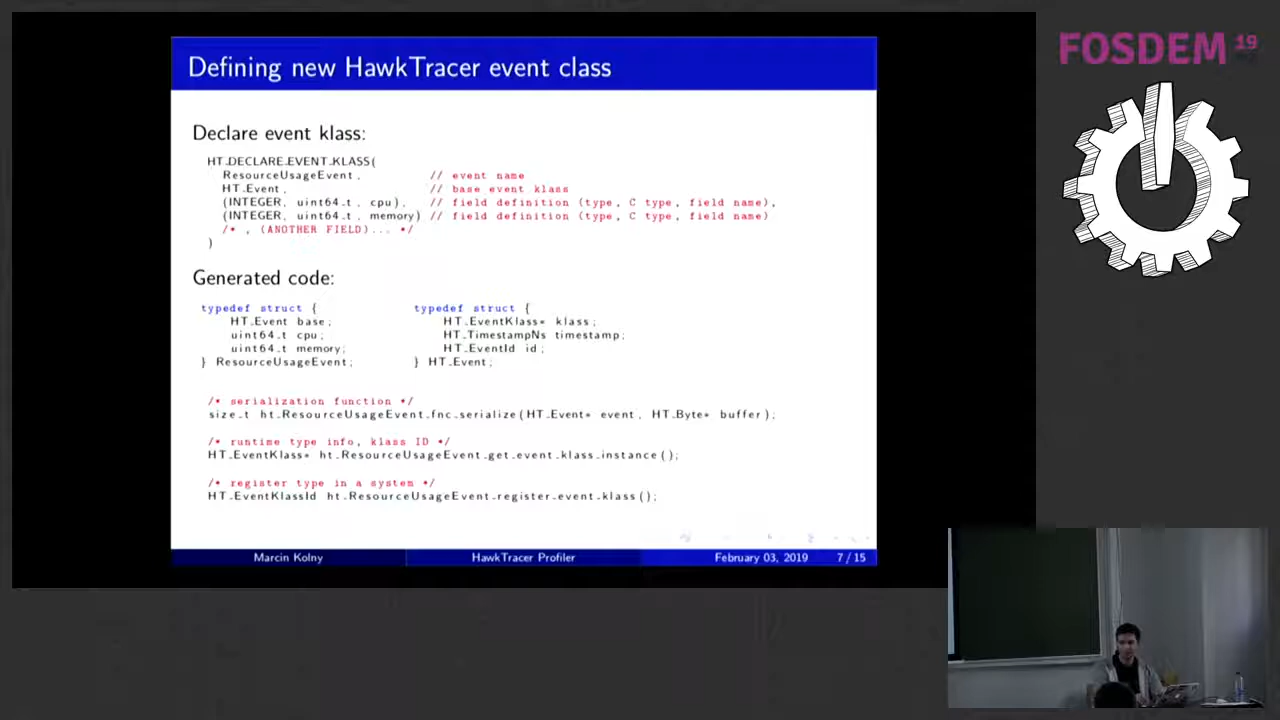 FOSDEM 19
Defining new HawkTracer event class
Declare event klass:
HT_DECLARE_EVENT_KLASS(
ResourceUsageEvent, // event name
HT_Event, // base event klass
(INTEGER, uint64_t, cpu), // field definition (type, C type, field name),
(INTEGER, uint64_t, memory) // field definition (type, C type, field name)
/* , (ANOTHER FIELD)... */
)
Generated code:
typedef struct {
HT_Event base;
uint64_t cpu;
uint64_t memory;
} ResourceUsageEvent;
typedef struct {
HT_EventKlass* klass;
HT_TimestampNs timestamp;
HT_EventId id;
} HT_Event;
/* serialization function */
size_t ht_ResourceUsageEvent_fnc_serialize(HT_Event* event, HT_Byte* buffer);
/* runtime type info, klass ID */
HT_EventKlass* ht_ResourceUsageEvent_get_event_klass_instance();
/* register type in a system */
HT_EventKlassId ht_ResourceUsageEvent_register_event_klass();
Marcin Kolny HawkTracer Profiler February 03, 2019 7 / 15